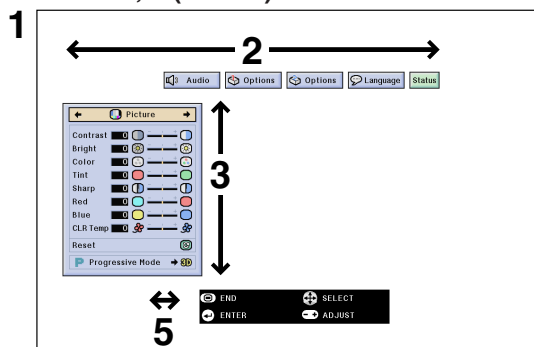 1
2
Audio Options Options Language Status
Picture
3
Contrast 0
Bright 0
Color 0
Tint 0
Sharp 0
Red 0
Blue 0
CLR Temp 0
Reset
P Progressive Mode 3D
END SELECT
ENTER ADJUST
5